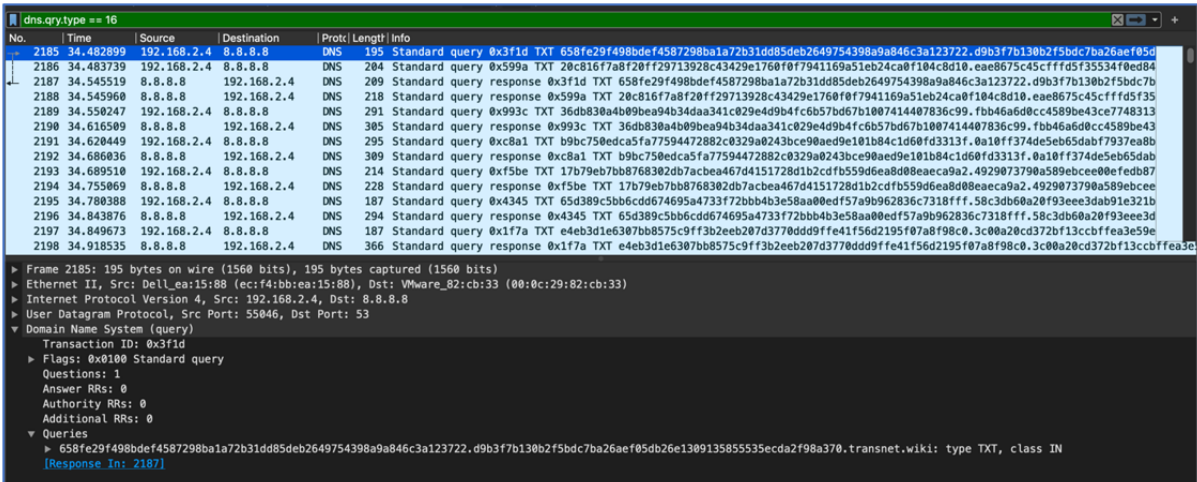 dns.qry.type == 16
No. Time Source Destination Protc Length Info
2185 34.482899 192.168.2.4 8.8.8.8 DNS 195 Standard query 0x3f1d TXT 658fe29f498bdef4587298ba1a72b31dd85deb2649754398a9a846c3a123722.d9b3f7b130b2f5bdc7ba26aef05d
2186 34.483739 192.168.2.4 8.8.8.8 DNS 204 Standard query 0x599a TXT 20c816f7a8f20ff29713928c43429e1760f0f7941169a51eb24ca0f104c8d10.eae8675c45cfffd5f35534f0ed84
2187 34.545519 8.8.8.8 192.168.2.4 DNS 209 Standard query response 0x3f1d TXT 658fe29f498bdef4587298ba1a72b31dd85deb2649754398a9a846c3a123722.d9b3f7b130b2f5bdc7b
2188 34.545960 8.8.8.8 192.168.2.4 DNS 218 Standard query response 0x599a TXT 20c816f7a8f20ff29713928c43429e1760f0f7941169a51eb24ca0f104c8d10.eae8675c45cfffd5f35
2189 34.550247 192.168.2.4 8.8.8.8 DNS 291 Standard query 0x993c TXT 36db830a4b09bea94b34daa341c029e4d9b4fc6b57bd67b1007414407836c99.fbb46a6d0cc4589be43ce7748313
2190 34.616509 8.8.8.8 192.168.2.4 DNS 305 Standard query response 0x993c TXT 36db830a4b09bea94b34daa341c029e4d9b4fc6b57bd67b1007414407836c99.fbb46a6d0cc4589be43
2191 34.620449 192.168.2.4 8.8.8.8 DNS 295 Standard query 0xc8a1 TXT b9bc750edca5fa77594472882c0329a0243bce90aed9e101b84c1d60fd3313f.0a10ff374de5eb65dabf7937ea8b
2192 34.686036 8.8.8.8 192.168.2.4 DNS 309 Standard query response 0xc8a1 TXT b9bc750edca5fa77594472882c0329a0243bce90aed9e101b84c1d60fd3313f.0a10ff374de5eb65dab
2193 34.689510 192.168.2.4 8.8.8.8 DNS 214 Standard query 0xf5be TXT 17b79eb7bb8768302db7acbea467d4151728d1b2cdfb559d6ea8d08eaeca9a2.4929073790a589ebcee00efedb87
2194 34.755069 8.8.8.8 192.168.2.4 DNS 228 Standard query response 0xf5be TXT 17b79eb7bb8768302db7acbea467d4151728d1b2cdfb559d6ea8d08eaeca9a2.4929073790a589ebcee
2195 34.780388 192.168.2.4 8.8.8.8 DNS 187 Standard query 0x4345 TXT 65d389c5bb6cdd674695a4733f72bbb4b3e58aa00edf57a9b962836c7318fff.58c3db60a20f93eee3dab91e321b
2196 34.843876 8.8.8.8 192.168.2.4 DNS 294 Standard query response 0x4345 TXT 65d389c5bb6cdd674695a4733f72bbb4b3e58aa00edf57a9b962836c7318fff.58c3db60a20f93eee3d
2197 34.849673 192.168.2.4 8.8.8.8 DNS 187 Standard query 0x1f7a TXT e4eb3d1e6307bb8575c9ff3b2eeb207d3770ddd9ffe41f56d2195f07a8f98c0.3c00a20cd372bf13ccbffea3e59e
2198 34.918535 8.8.8.8 192.168.2.4 DNS 366 Standard query response 0x1f7a TXT e4eb3d1e6307bb8575c9ff3b2eeb207d3770ddd9ffe41f56d2195f07a8f98c0.3c00a20cd372bf13ccbffea3e
Frame 2185: 195 bytes on wire (1560 bits), 195 bytes captured (1560 bits)
Ethernet II, Src: Dell_ea:15:88 (ec:f4:bb:ea:15:88), Dst: VMware_82:cb:33 (00:0c:29:82:cb:33)
Internet Protocol Version 4, Src: 192.168.2.4, Dst: 8.8.8.8
User Datagram Protocol, Src Port: 55046, Dst Port: 53
Domain Name System (query)
Transaction ID: 0x3f1d
Flags: 0x0100 Standard query
Questions: 1
Answer RRs: 0
Authority RRs: 0
Additional RRs: 0
Queries
658fe29f498bdef4587298ba1a72b31dd85deb2649754398a9a846c3a123722.d9b3f7b130b2f5bdc7ba26aef05db26e1309135855535ecda2f98a370.transnet.wiki: type TXT, class IN
[Response In: 2187]